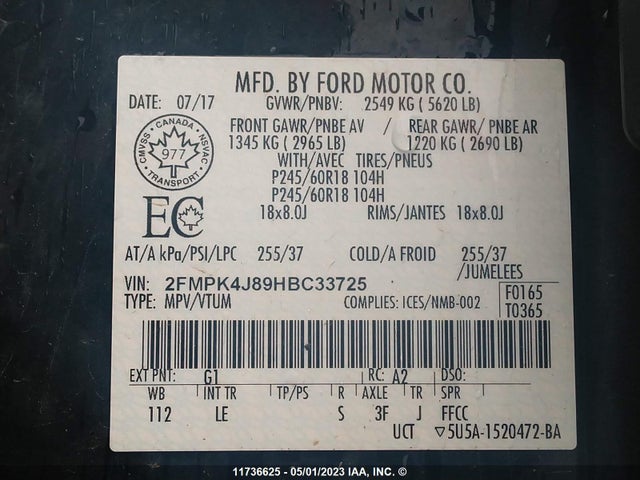 MFD. BY FORD MOTOR CO.
DATE: 07/17 GVWR/PNBV: 2549 KG ( 5620 LB)
FRONT GAWR/PNBE AV / REAR GAWR/ PNBE AR
1345 KG ( 2965 LB) 1220 KG ( 2690 LB)
WITH/AVEC TIRES/PNEUS
P245/60R18 104H
P245/60R18 104H
18x8.0J RIMS/JANTES 18x8.0J
CANADA
CMVSS NSVAC
977
TRANSPORT
EC
AT/A kPa/PSI/LPC 255/37 COLD/A FROID 255/37
/JUMELEES
VIN: 2FMPK4J89HBC33725
TYPE: MPV/VTUM COMPLIES: ICES/NMB-002
F0165
T0365
EXT PNT: G1 RC: A2 DSO:
WB INT TR TP/PS R AXLE TR SPR
112 LE S 3F J FFCC
UCT ▽5U5A-1520472-BA
11736625 - 05/01/2023 IAA, INC. ©